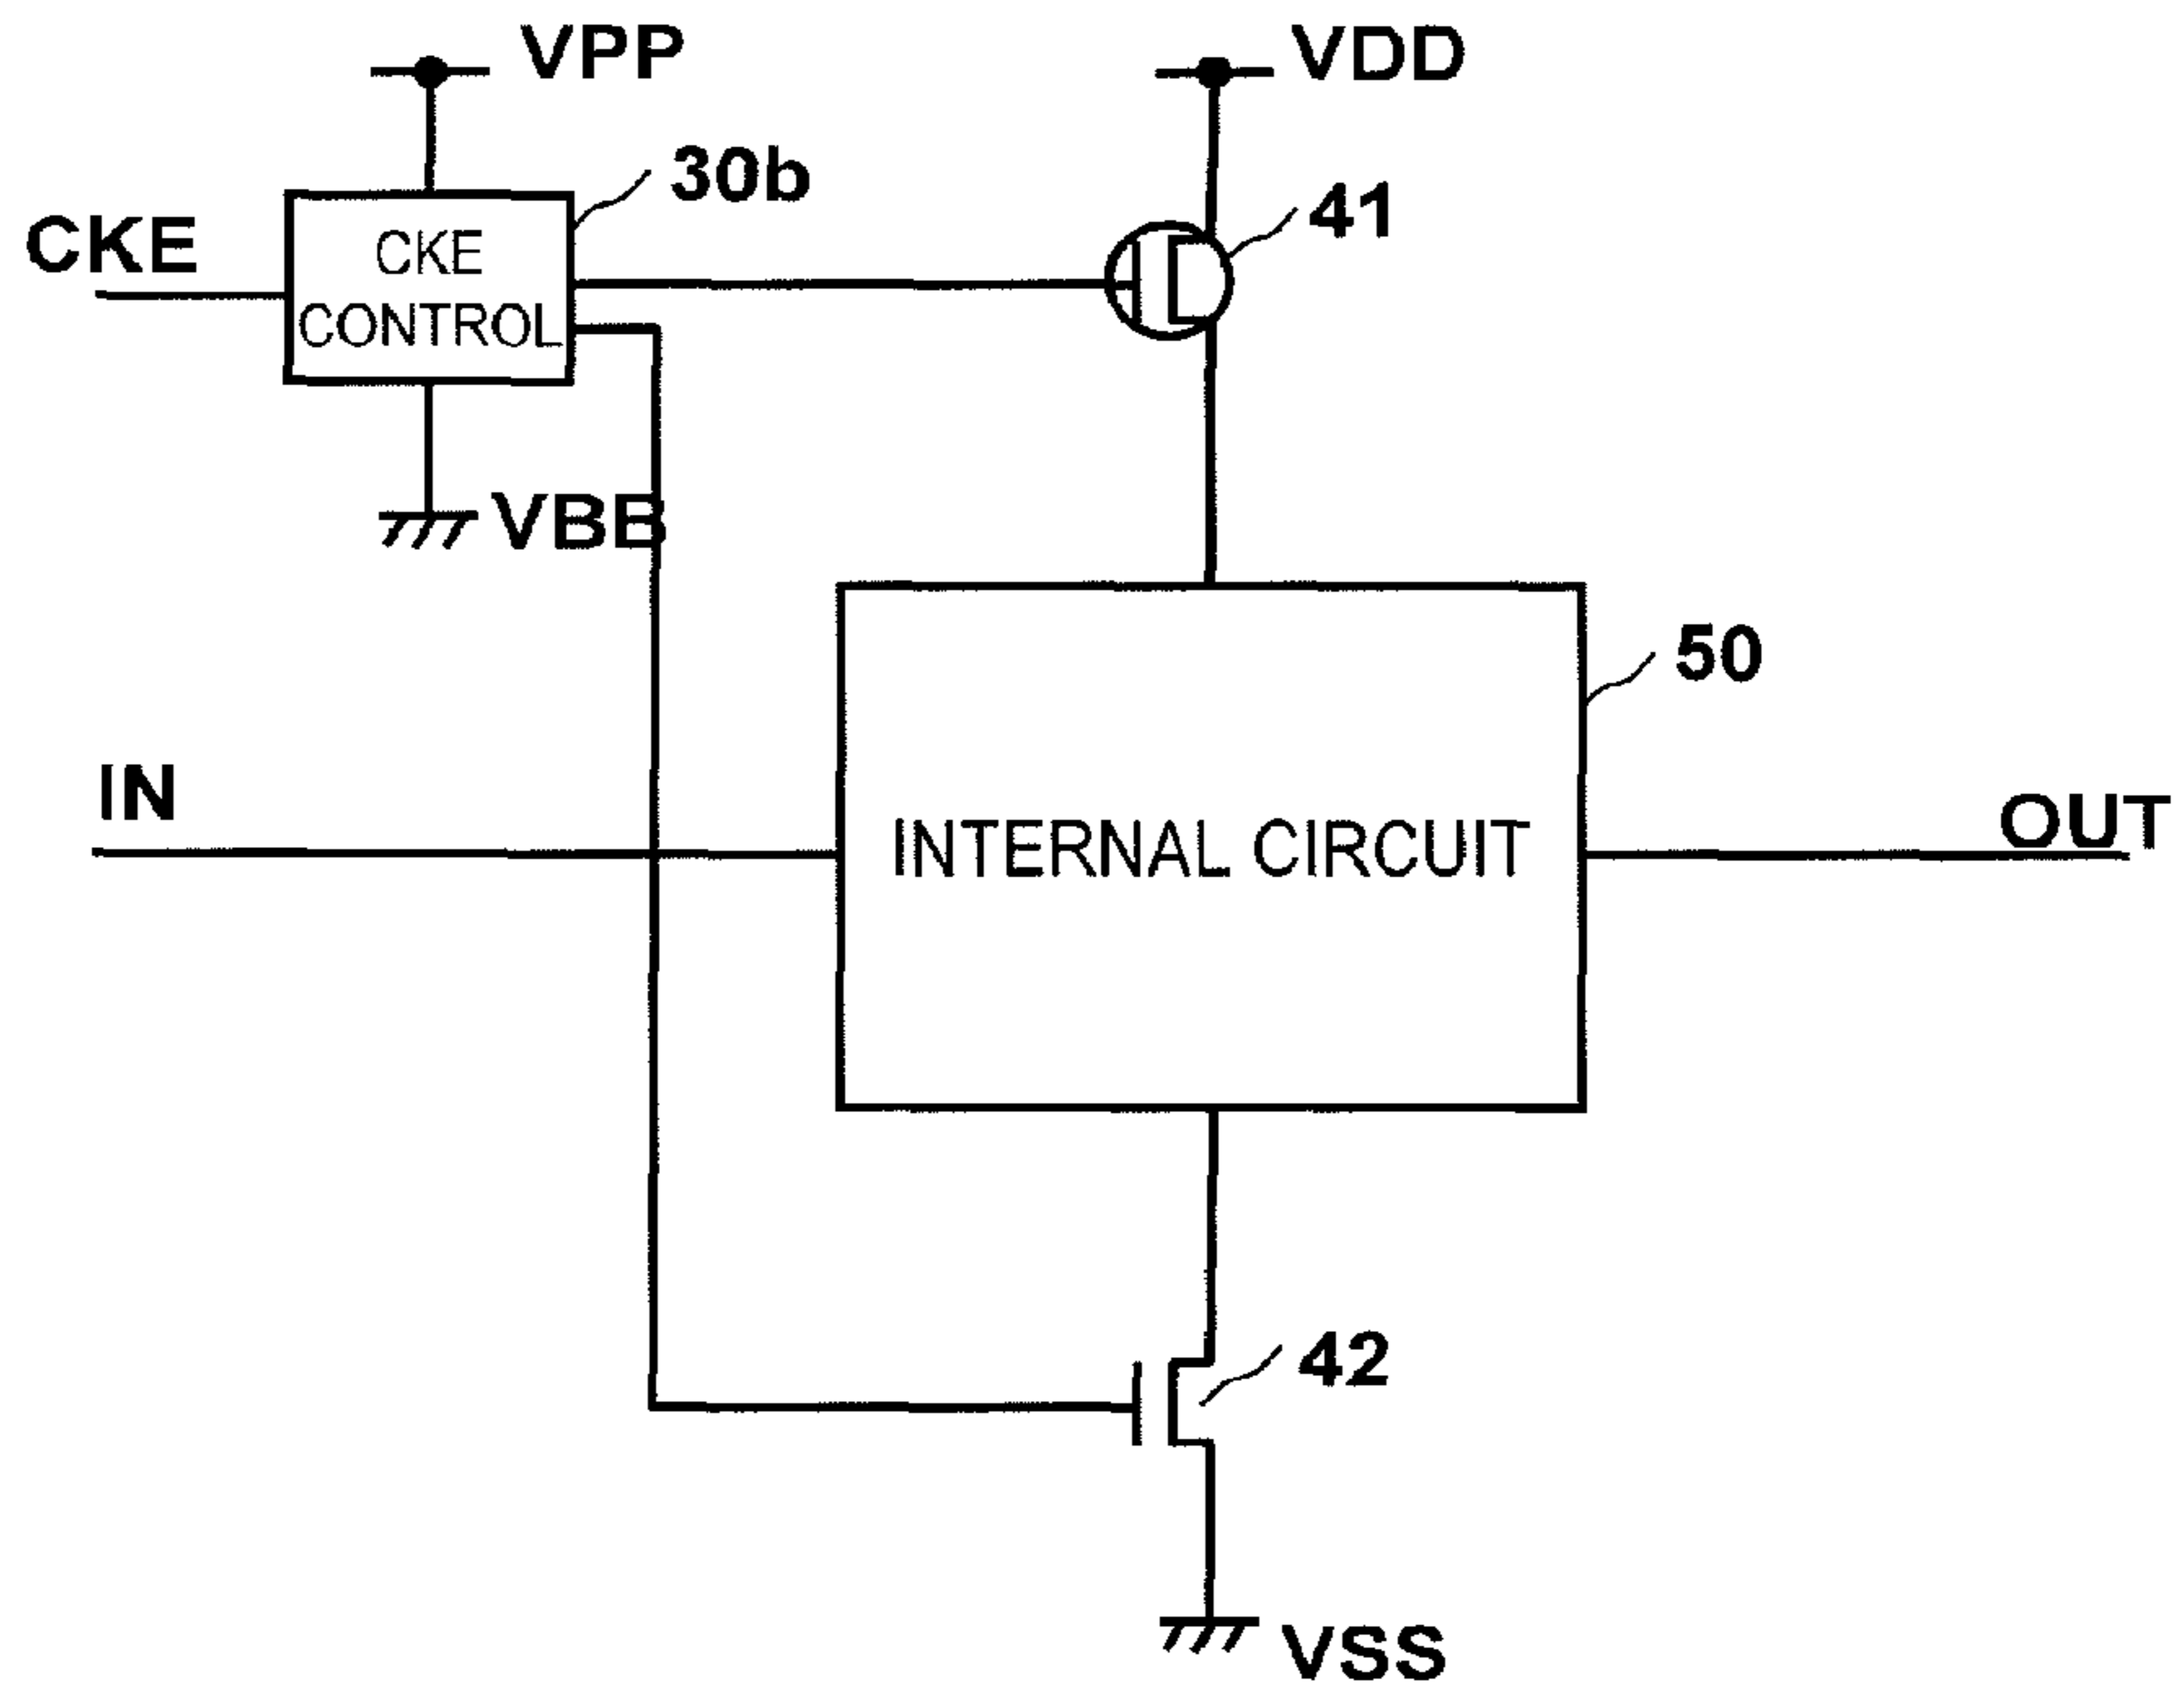 VPP
VDD
30b
41
CKE
CKE
CONTROL
VBB
50
IN
INTERNAL CIRCUIT
OUT
42
VSS